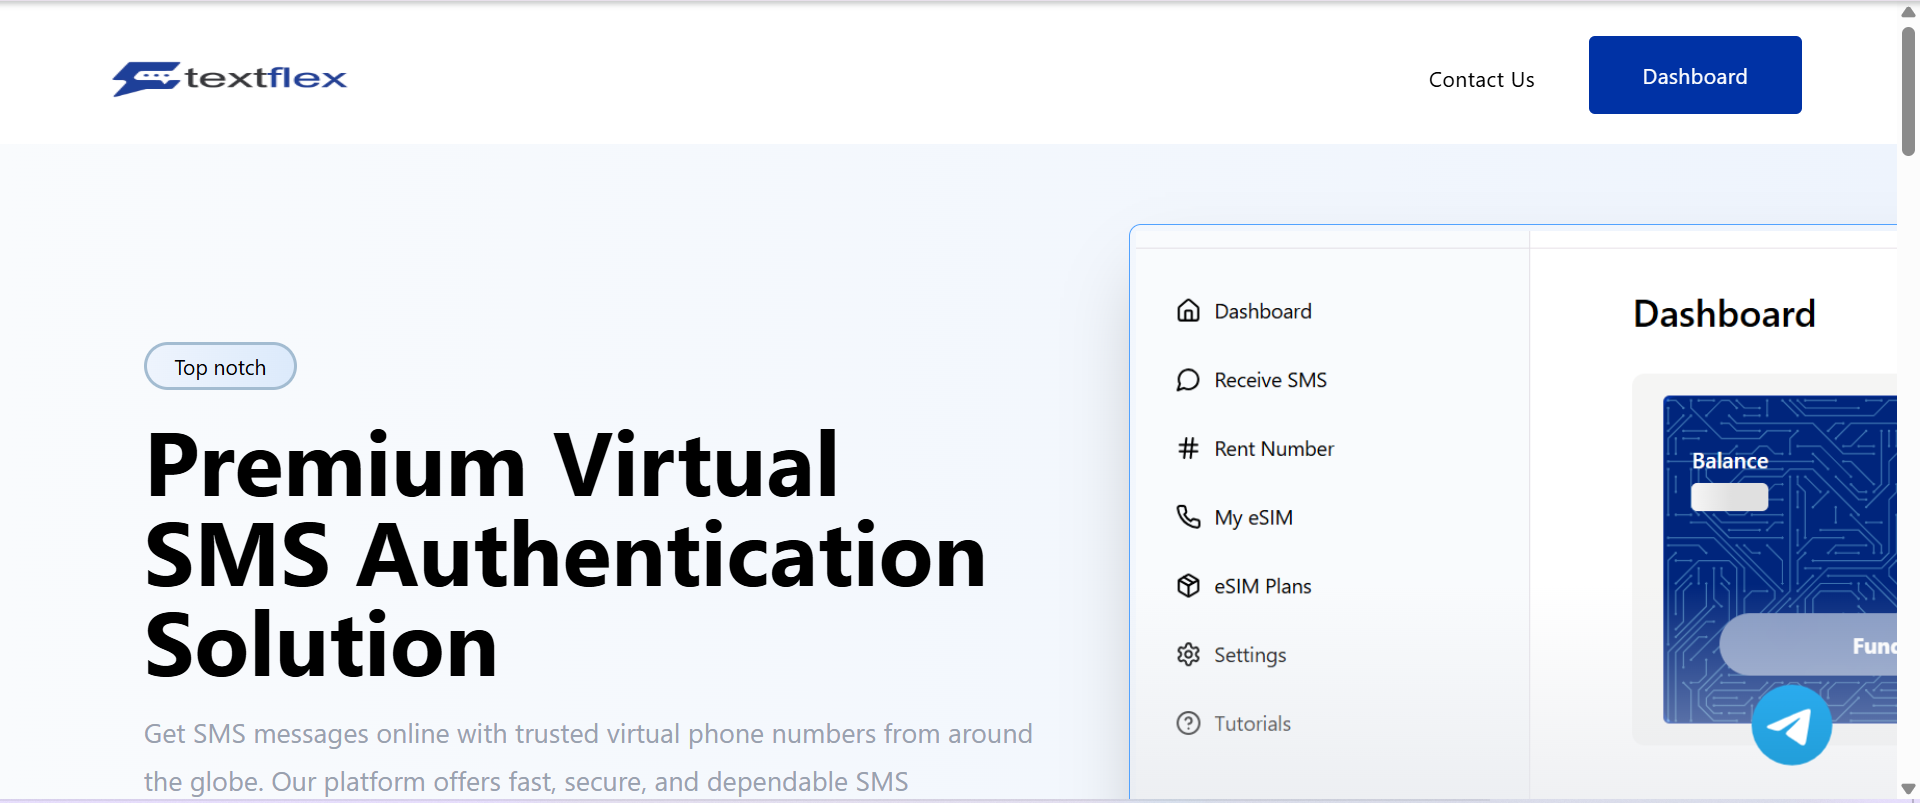 textflex
Contact Us
Dashboard
Top notch
Premium Virtual
SMS Authentication
Solution
Get SMS messages online with trusted virtual phone numbers from around
the globe. Our platform offers fast, secure, and dependable SMS
Dashboard
Receive SMS
Rent Number
My eSIM
eSIM Plans
Settings
Tutorials
Dashboard
Balance